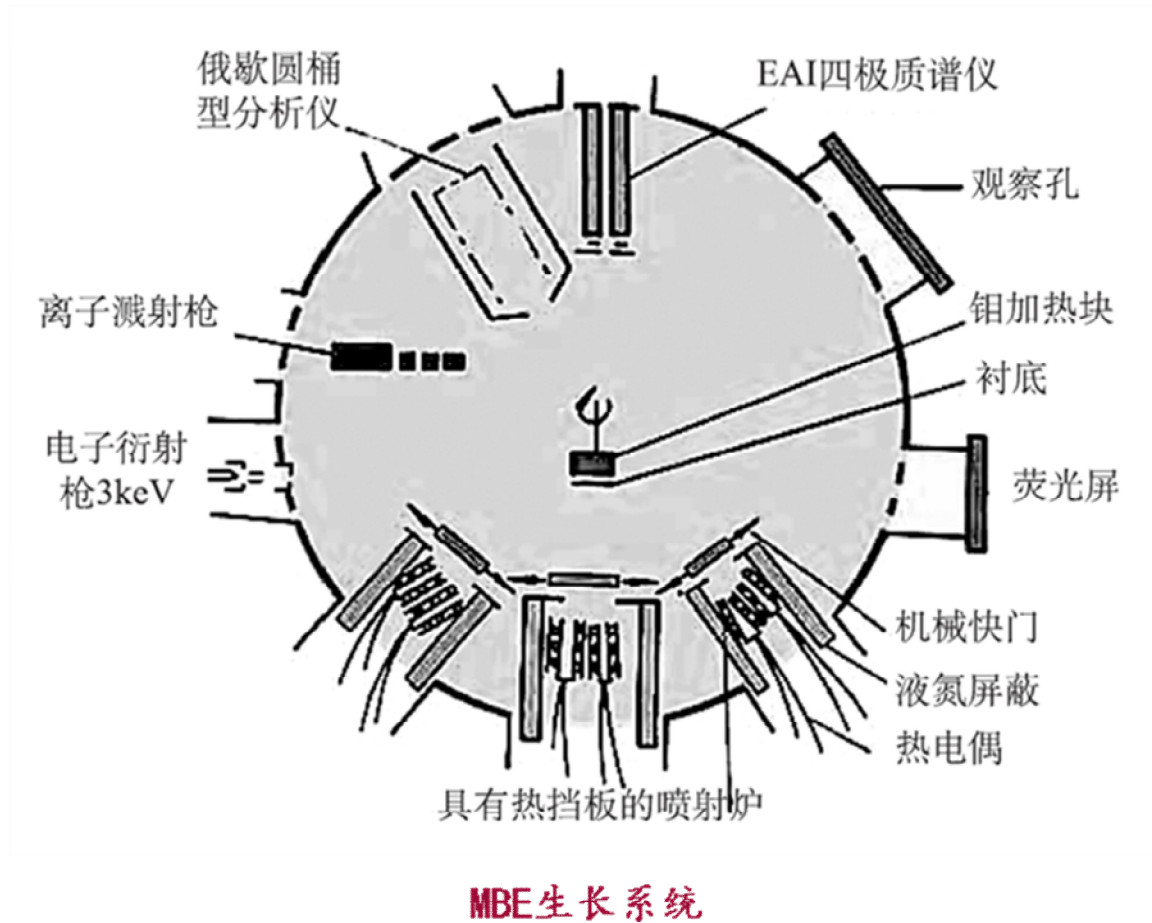 俄歇圆桶
型分析仪
EAI四极质谱仪
观察孔
离子溅射枪
钼加热块
衬底
电子衍射
枪3keV
荧光屏
机械快门
液氮屏蔽
热电偶
具有热挡板的喷射炉
MBE生长系统